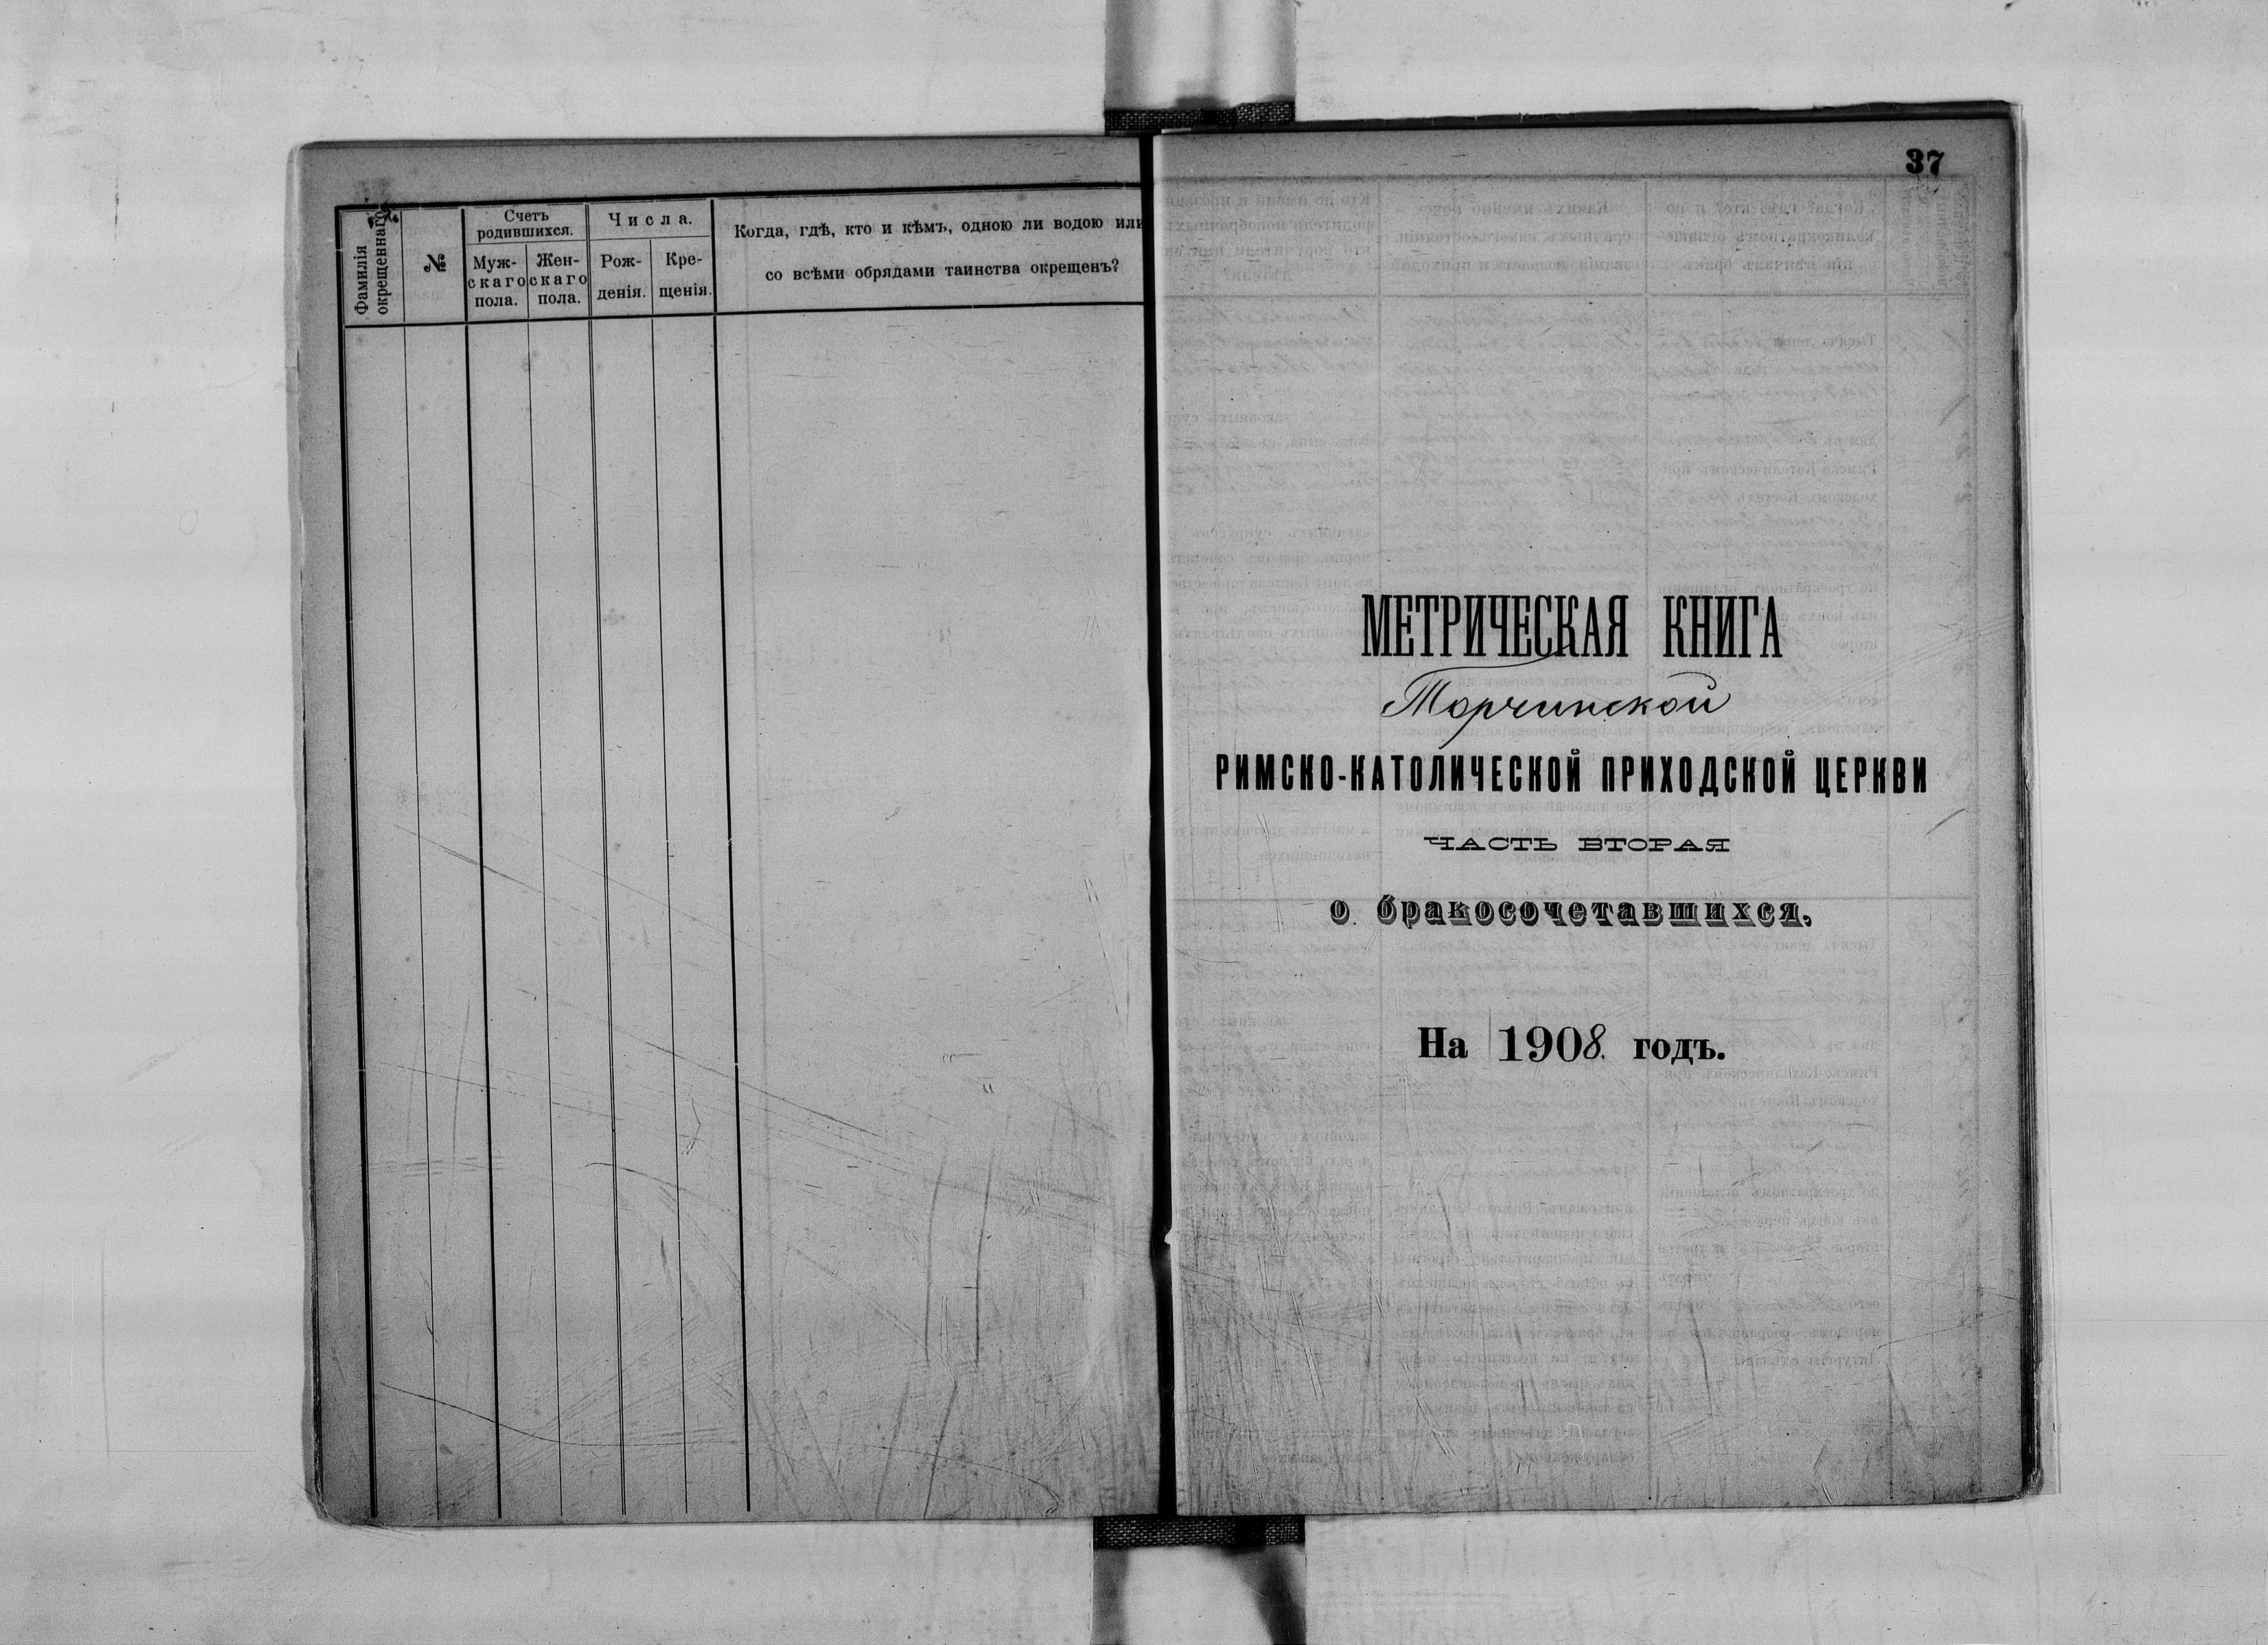 Фамилія
окрещеннаго.
№
Счетъ
родившихся.
Муж-
скаго
пола.
Жен-
скаго
пола.
Числа.
Рож-
денія.
Кре-
щенія.
Когда, гдѣ, кто и кѣмъ, одною ли водою или
со всѣми обрядами таинства окрещенъ?
37
МЕТРИЧЕСКАЯ КНИГА
Торчинской
РИМСКО-КАТОЛИЧЕСКОЙ ПРИХОДСКОЙ ЦЕРКВИ
ЧАСТЬ ВТОРАЯ
о бракосочетавшихся.
На 1908. годъ.